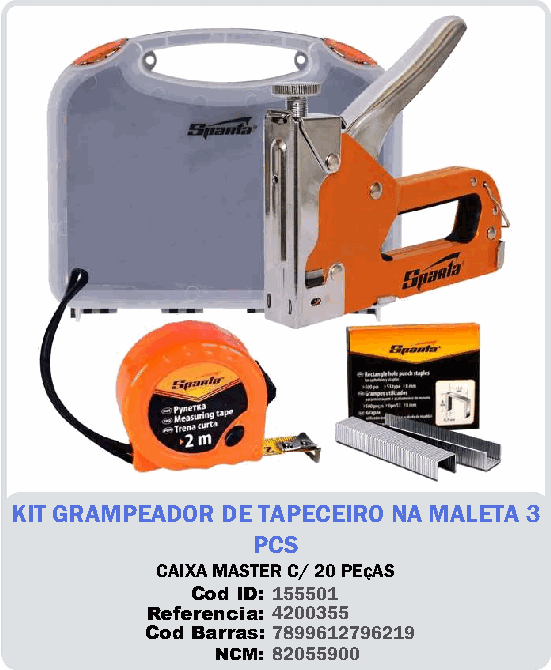 Sparta
Sparta
Sparta
Рулетка
Measuring tape
Trena curta
2 m
Sparta
Rectangle hole punch staples
KIT GRAMPEADOR DE TAPECEIRO NA MALETA 3
PCS
CAIXA MASTER C/ 20 PEçAS
Cod ID: 155501
Referencia: 4200355
Cod Barras: 7899612796219
NCM: 82055900